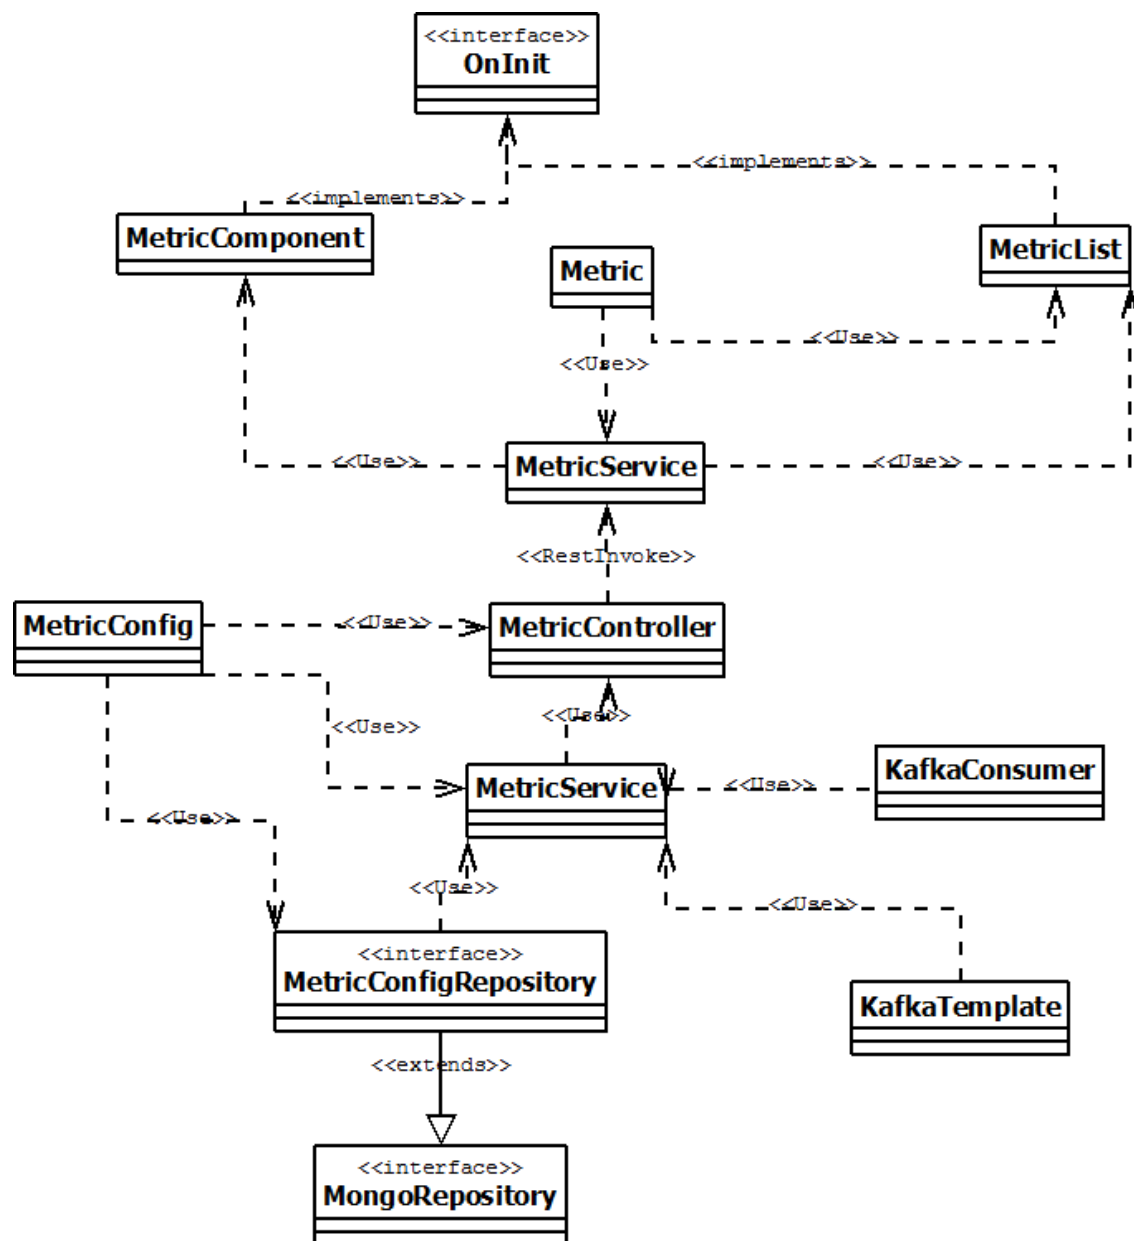 <<interface>>
OnInit
<<implements>>
<<implements>>
MetricComponent
MetricList
Metric
<<Use>>
<<Use>>
<<Use>>
<<Use>>
MetricService
<<RestInvoke>>
MetricConfig
<<Use>>
MetricController
<<Use>>
<<Use>>
MetricService
<<Use>>
KafkaConsumer
<<Use>>
<<Use>>
<<Use>>
<<interface>>
MetricConfigRepository
KafkaTemplate
<<extends>>
<<interface>>
MongoRepository